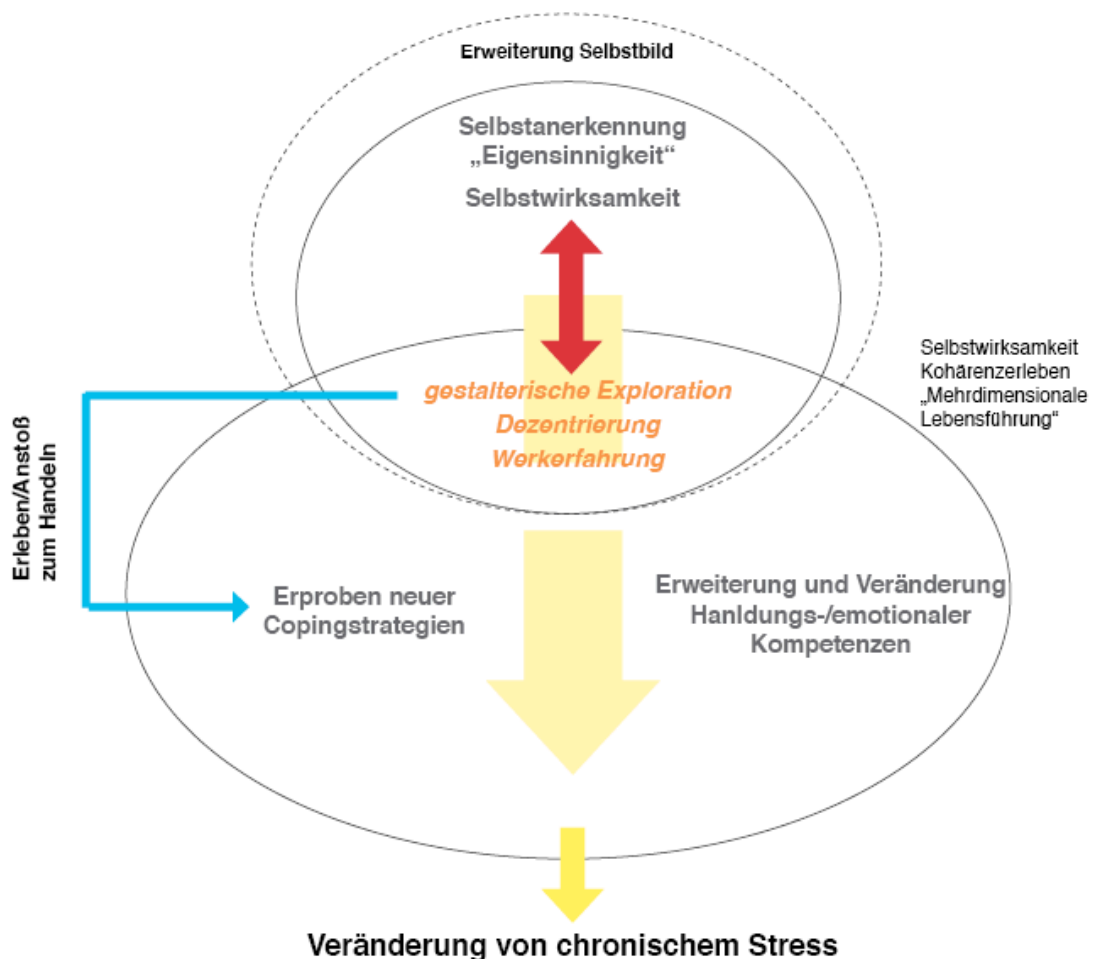 Erweiterung Selbstbild
Selbstanerkennung
„Eigensinnigkeit“
Selbstwirksamkeit
Selbstwirksamkeit
Kohärenzerleben
„Mehrdimensionale
Lebensführung“
gestalterische Exploration
Dezentrierung
Werkerfahrung
Erleben/Anstoß
zum Handeln
Erproben neuer
Copingstrategien
Erweiterung und Veränderung
Hanldungs-/emotionaler
Kompetenzen
Veränderung von chronischem Stress